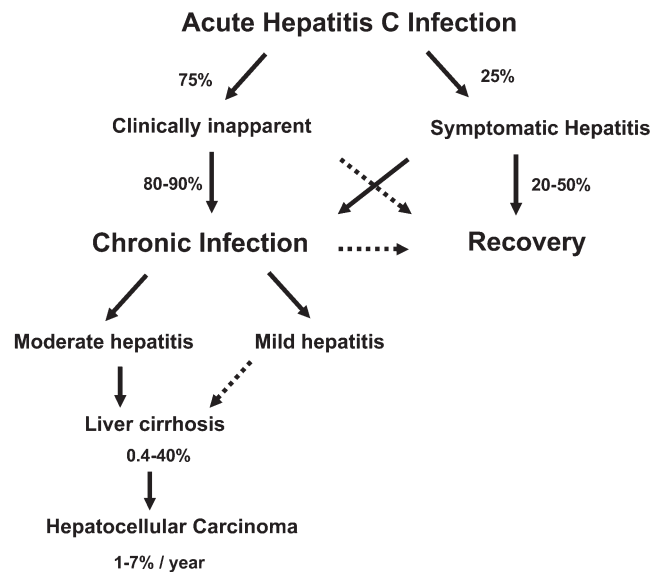 Acute Hepatitis C Infection
75%
25%
Clinically inapparent
Symptomatic Hepatitis
80-90%
20-50%
Chronic Infection
Recovery
Moderate hepatitis
Mild hepatitis
Liver cirrhosis
0.4-40%
Hepatocellular Carcinoma
1-7% / year